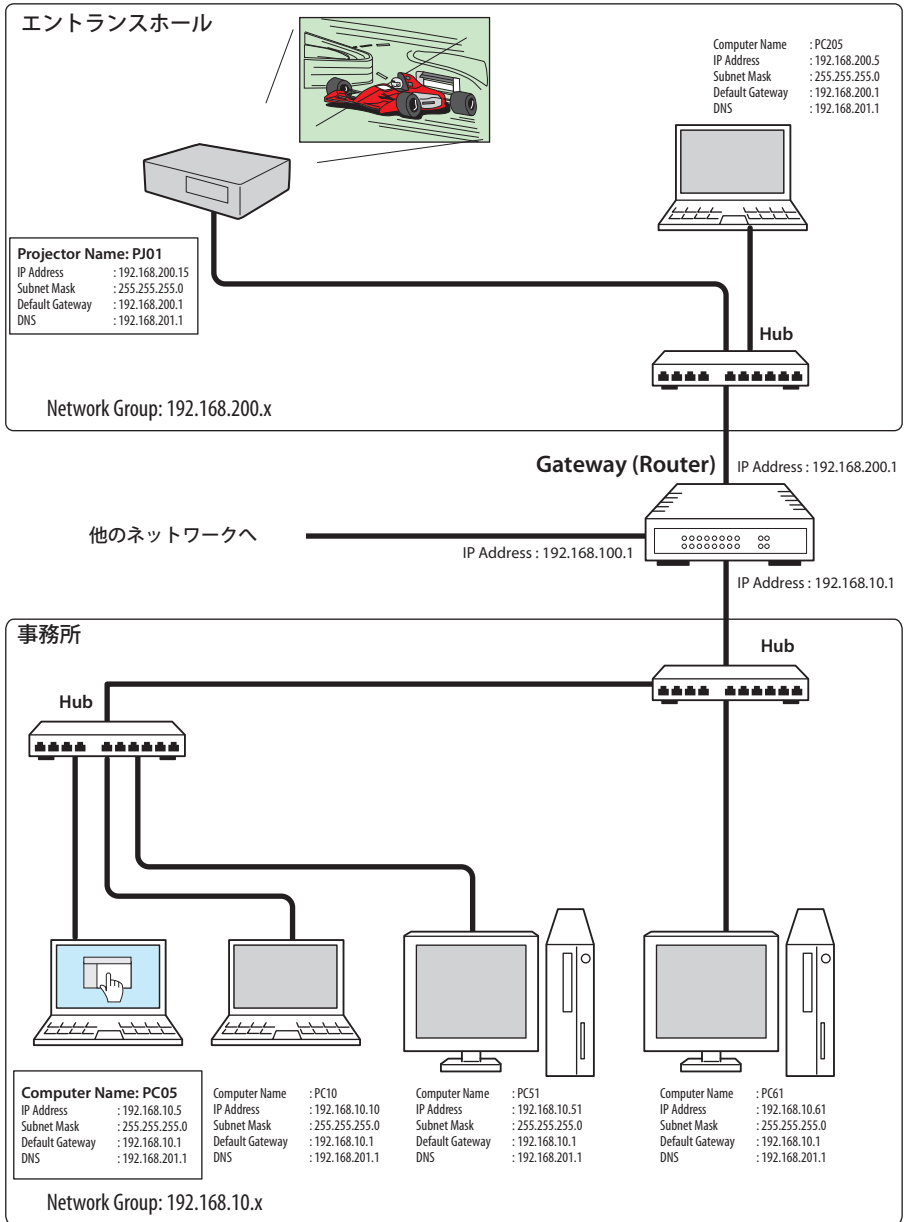 エントランスホール
Computer Name : PC205
IP Address : 192.168.200.5
Subnet Mask : 255.255.255.0
Default Gateway : 192.168.200.1
DNS : 192.168.201.1
Projector Name: PJ01
IP Address : 192.168.200.15
Subnet Mask : 255.255.255.0
Default Gateway : 192.168.200.1
DNS : 192.168.201.1
Hub
Network Group: 192.168.200.x
Gateway (Router)
IP Address : 192.168.200.1
他のネットワークへ
IP Address : 192.168.100.1
IP Address : 192.168.10.1
事務所
Hub
Hub
Computer Name: PC05
IP Address : 192.168.10.5
Subnet Mask : 255.255.255.0
Default Gateway : 192.168.10.1
DNS : 192.168.201.1
Computer Name : PC10
IP Address : 192.168.10.10
Subnet Mask : 255.255.255.0
Default Gateway : 192.168.10.1
DNS : 192.168.201.1
Computer Name : PC51
IP Address : 192.168.10.51
Subnet Mask : 255.255.255.0
Default Gateway : 192.168.10.1
DNS : 192.168.201.1
Computer Name : PC61
IP Address : 192.168.10.61
Subnet Mask : 255.255.255.0
Default Gateway : 192.168.10.1
DNS : 192.168.201.1
Network Group: 192.168.10.x